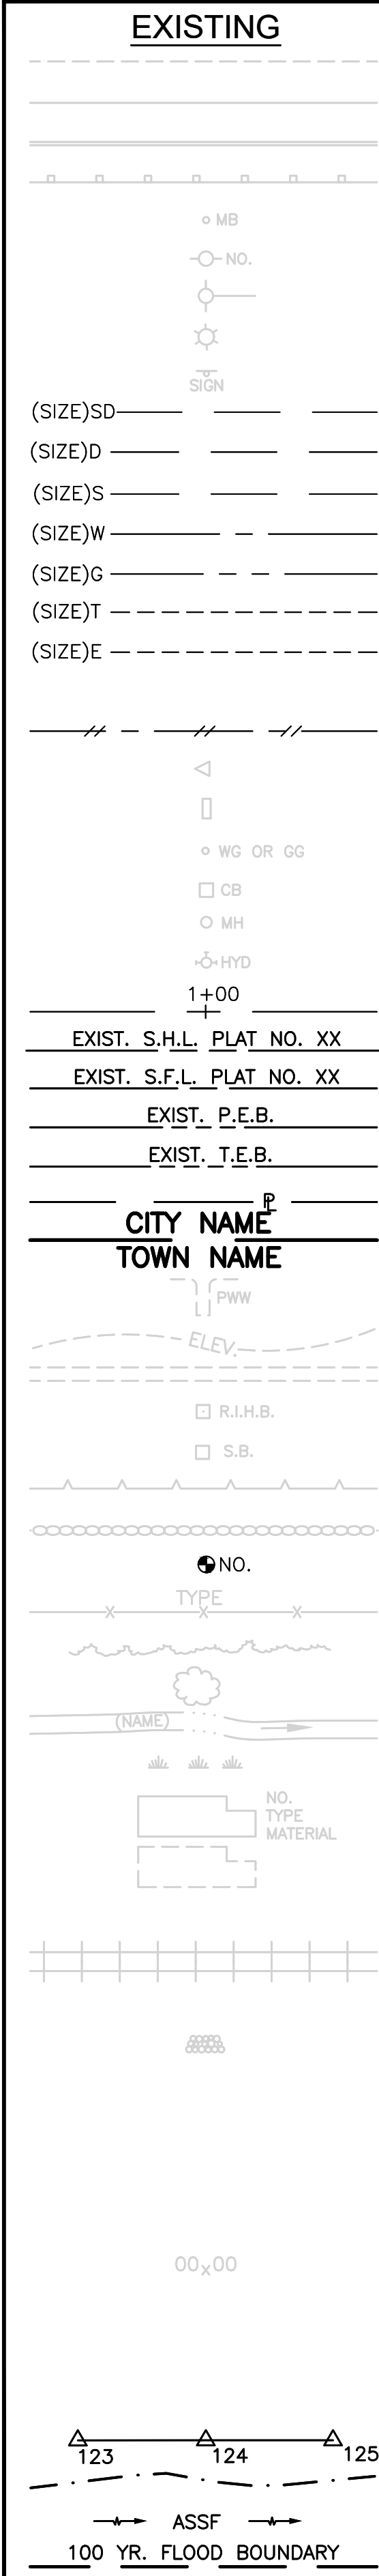 EXISTING
MB
NO.
SIGN
(SIZE)SD
(SIZE)D
(SIZE)S
(SIZE)W
(SIZE)G
(SIZE)T
(SIZE)E
WG OR GG
CB
MH
HYD
1+00
EXIST. S.H.L. PLAT NO. XX
EXIST. S.F.L. PLAT NO. XX
EXIST. P.E.B.
EXIST. T.E.B.
PL
CITY NAME
TOWN NAME
PWW
ELEV.
R.I.H.B.
S.B.
NO.
TYPE
X X X
(NAME)
NO.
TYPE
MATERIAL
00x00
123 124 125
ASSF
100 YR. FLOOD BOUNDARY